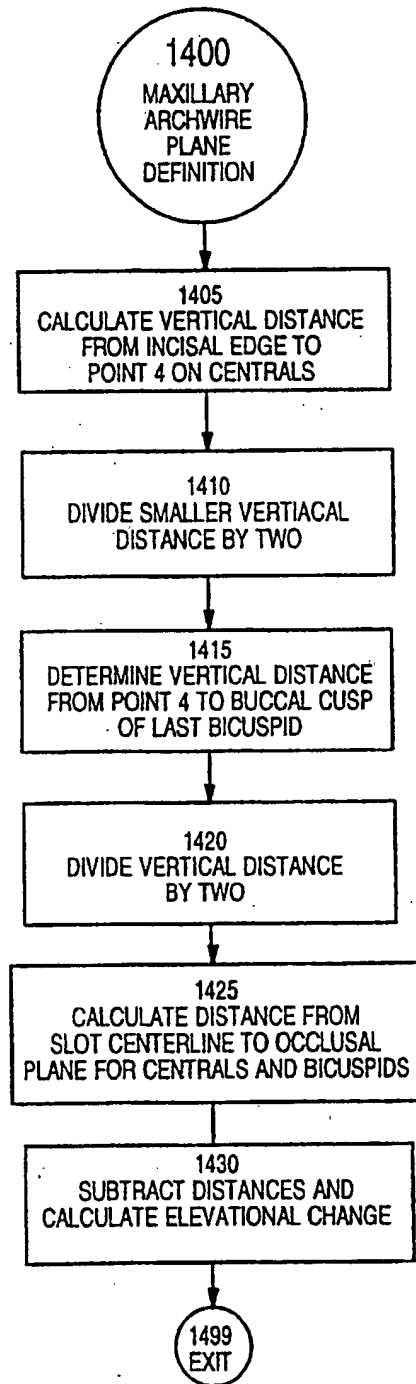 1400
MAXILLARY
ARCHWIRE
PLANE
DEFINITION
1405
CALCULATE VERTICAL DISTANCE
FROM INCISAL EDGE TO
POINT 4 ON CENTRALS
1410
DIVIDE SMALLER VERTIACAL
DISTANCE BY TWO
1415
DETERMINE VERTICAL DISTANCE
FROM POINT 4 TO BUCCAL CUSP
OF LAST BICUSPID
1420
DIVIDE VERTICAL DISTANCE
BY TWO
1425
CALCULATE DISTANCE FROM
SLOT CENTERLINE TO OCCLUSAL
PLANE FOR CENTRALS AND BICUSPIDS
1430
SUBTRACT DISTANCES AND
CALCULATE ELEVATIONAL CHANGE
1499
EXIT